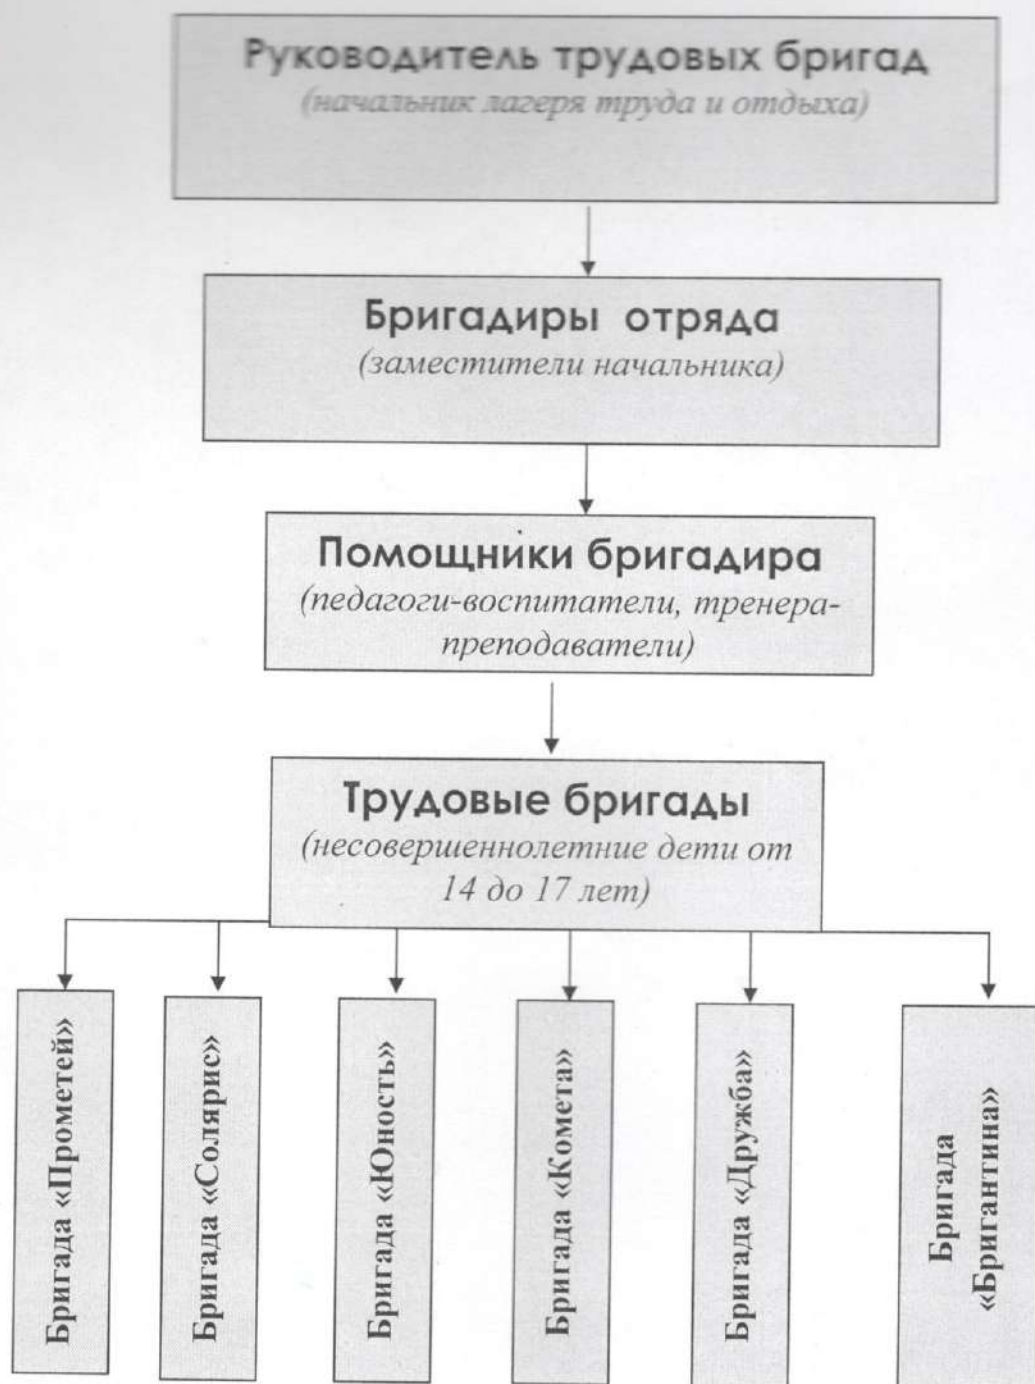 Руководитель трудовых бригад
(начальник лагеря труда и отдыха)
Бригадиры отряда
(заместители начальника)
Помощники бригадира
(педагоги-воспитатели, тренера-
преподаватели)
Трудовые бригады
(несовершеннолетние дети от
14 до 17 лет)
Бригада «Прометей»
Бригада «Солярис»
Бригада «Юность»
Бригада «Комета»
Бригада «Дружба»
Бригада
«Бригантина»